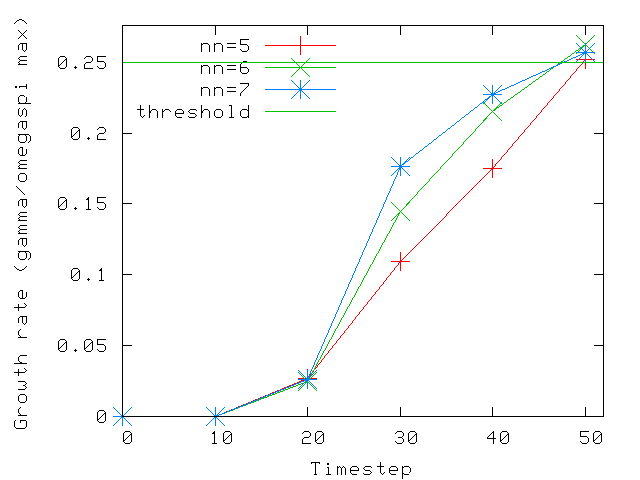 Growth rate (gamma/omegaspi max)
nn=5
nn=6
nn=7
threshold
0.25
0.2
0.15
0.1
0.05
0
0 10 20 30 40 50
Timestep